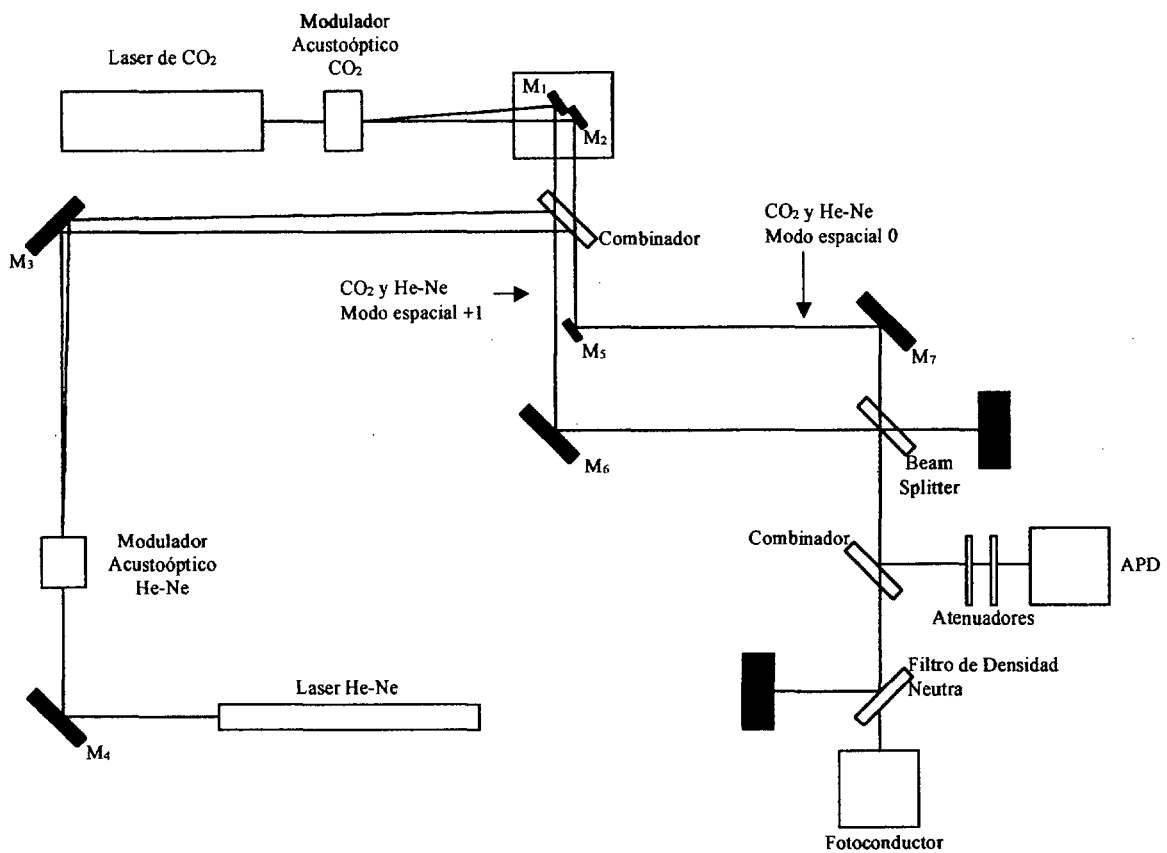 Laser de CO2
Modulador
Acustoóptico
CO2
M1
M2
M3
Combinador
CO2 y He-Ne
Modo espacial 0
CO2 y He-Ne
Modo espacial +1
M5
M7
M6
Beam
Splitter
Modulador
Acustoóptico
He-Ne
Combinador
APD
Atenuadores
Filtro de Densidad
Neutra
Laser He-Ne
M4
Fotoconductor